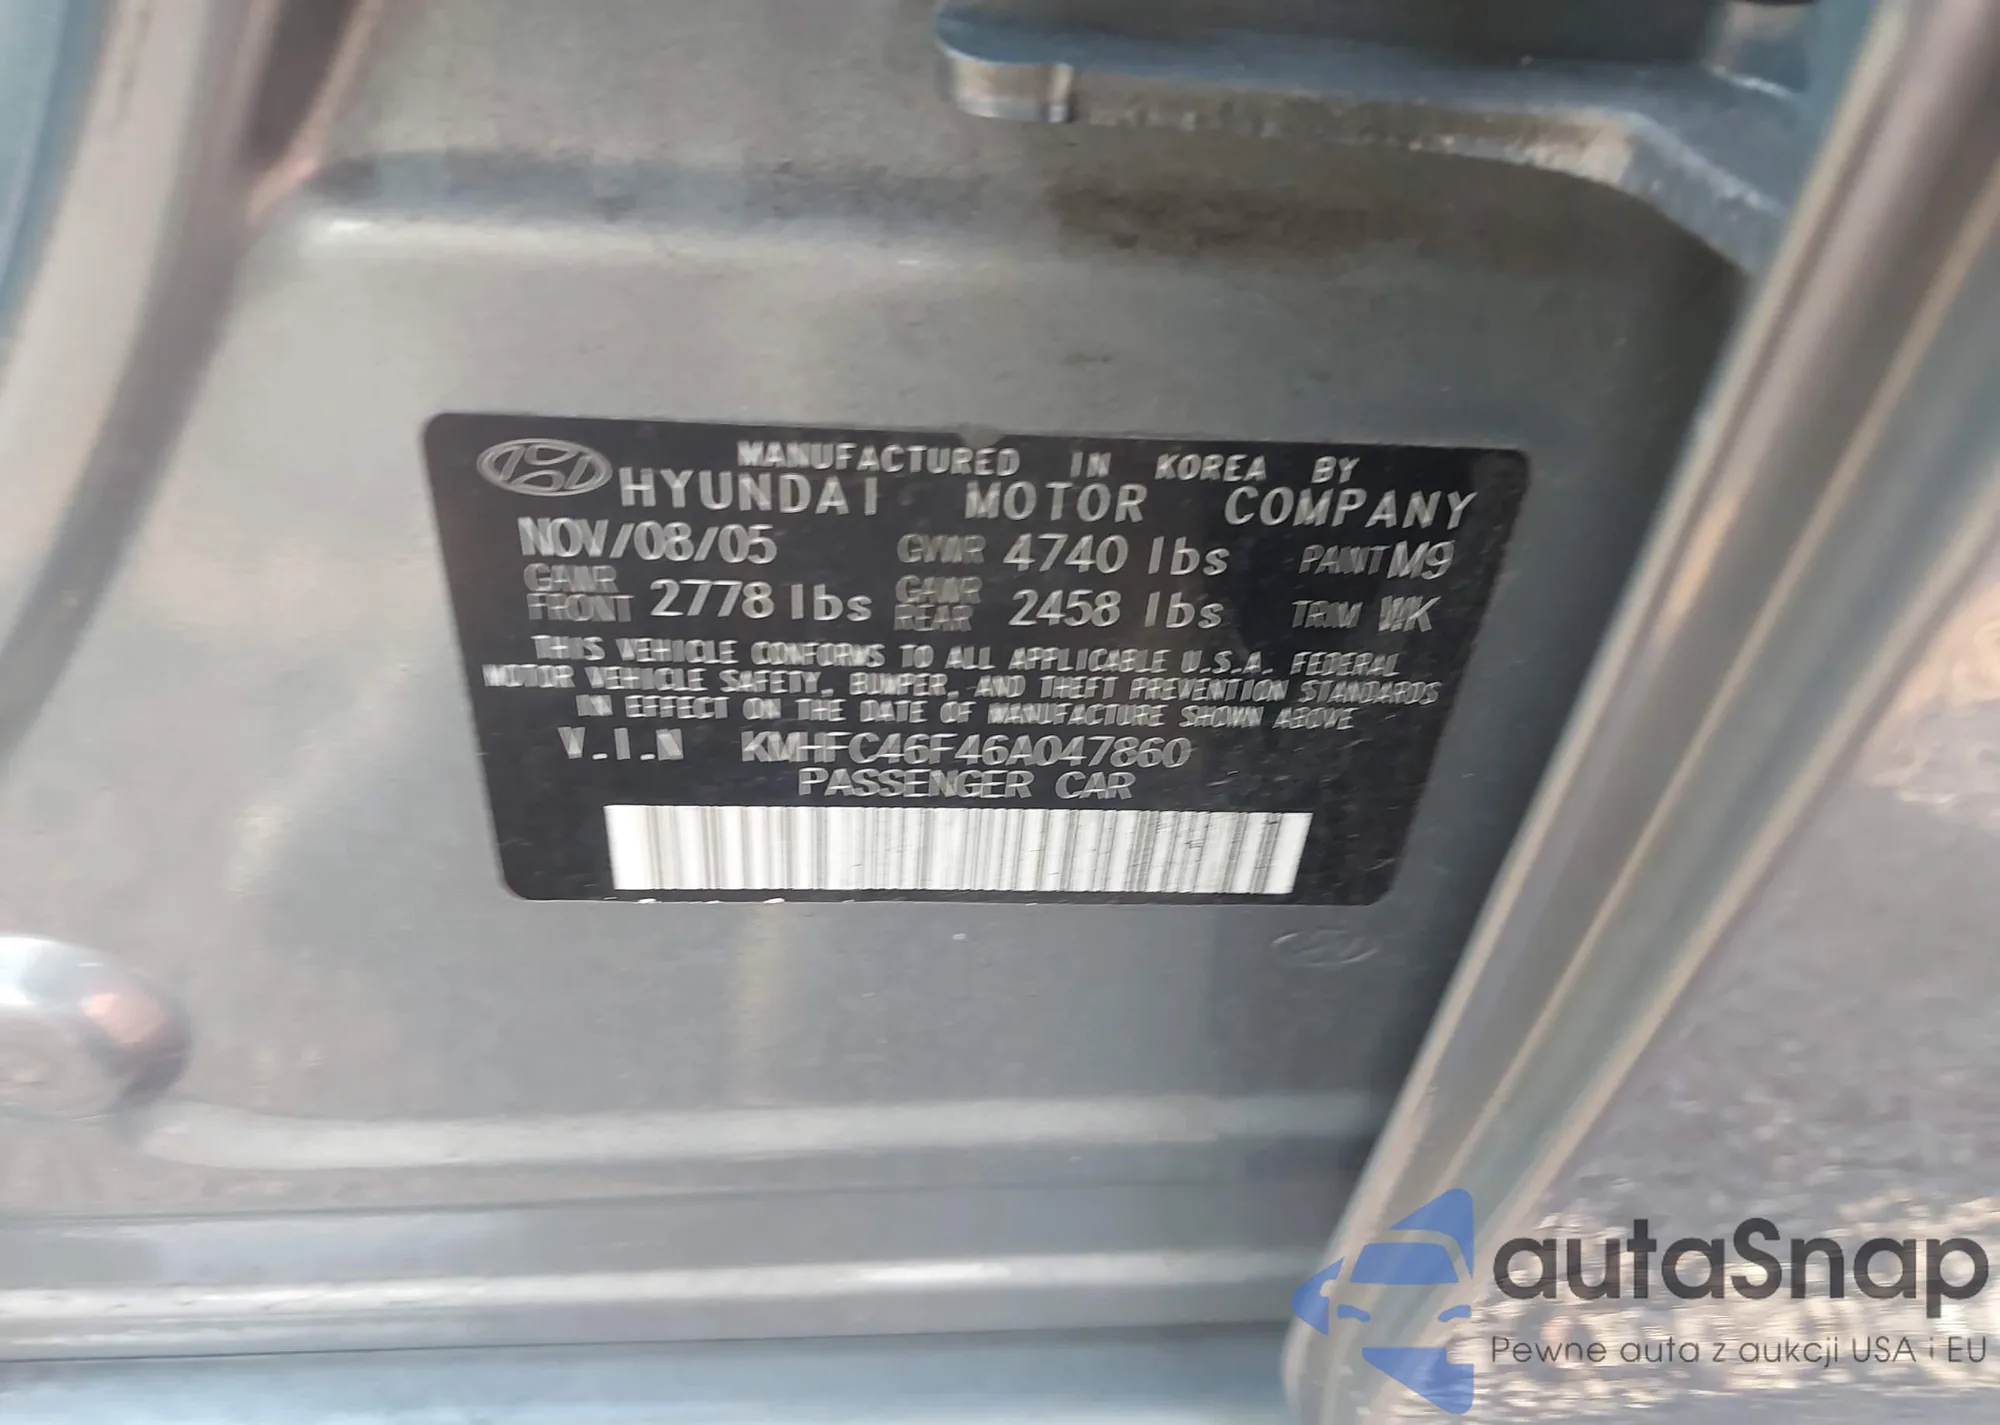 MANUFACTURED IN KOREA BY
HYUNDAI MOTOR COMPANY
NOV/08/05 GVWR 4740 lbs PAINT M9
GAWR FRONT 2778 lbs GAWR REAR 2458 lbs TRIM WK
THIS VEHICLE CONFORMS TO ALL APPLICABLE U.S.A. FEDERAL
MOTOR VEHICLE SAFETY, BUMPER, AND THEFT PREVENTION STANDARDS
IN EFFECT ON THE DATE OF MANUFACTURE SHOWN ABOVE
V.I.N KMHFC46F46A047860
PASSENGER CAR
autaSnap
Pewne auta z aukcji USA i EU